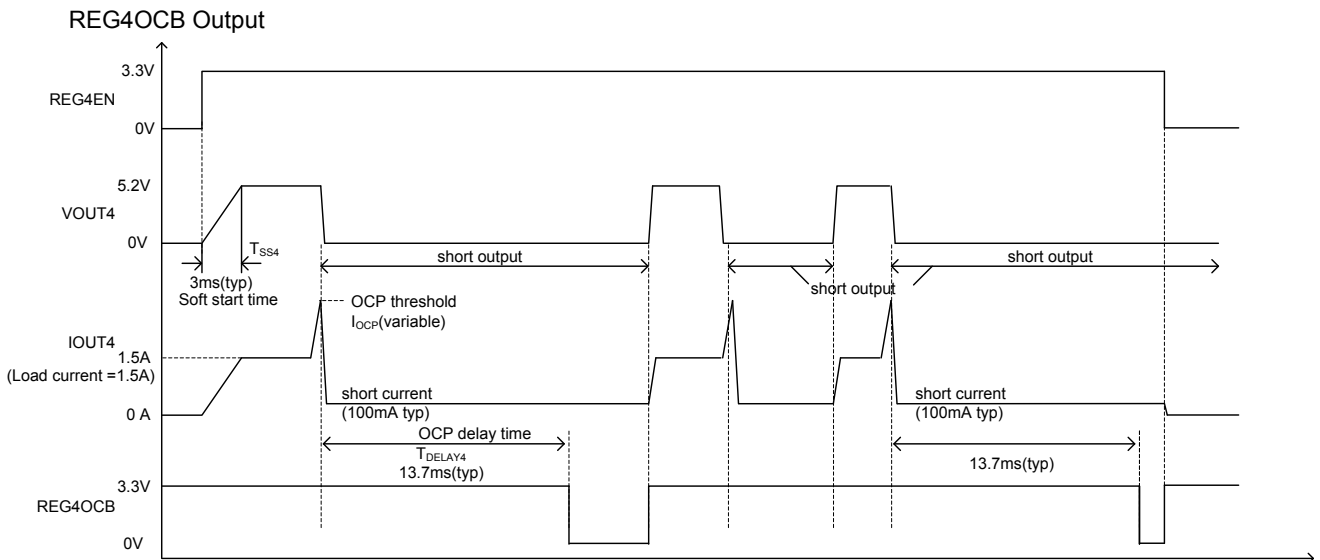 REG4OCB Output
3.3V
REG4EN
0V
5.2V
VOUT4
0V
TSS4
3ms(typ)
Soft start time
short output
short output
short output
OCP threshold
IOCP(variable)
IOUT4
1.5A
(Load current =1.5A)
0 A
short current
(100mA typ)
short current
(100mA typ)
OCP delay time
TDELAY4
13.7ms(typ)
13.7ms(typ)
3.3V
REG4OCB
0V